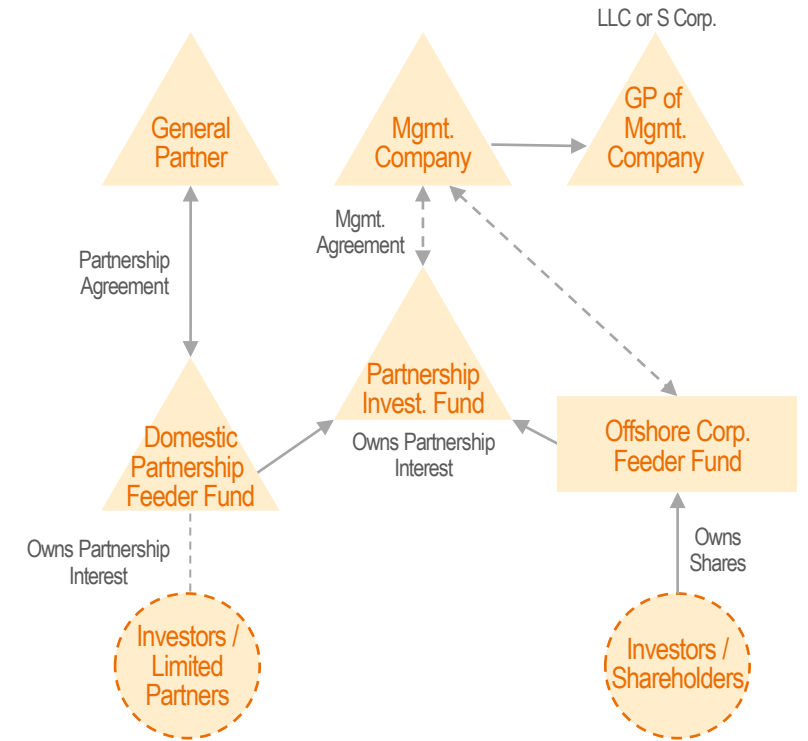 LLC or S Corp.
General
Partner
Mgmt.
Company
GP of
Mgmt.
Company
Mgmt.
Agreement
Partnership
Agreement
Partnership
Invest. Fund
Owns Partnership
Interest
Domestic
Partnership
Feeder Fund
Offshore Corp.
Feeder Fund
Owns Partnership
Interest
Owns
Shares
Investors /
Limited
Partners
Investors /
Shareholders